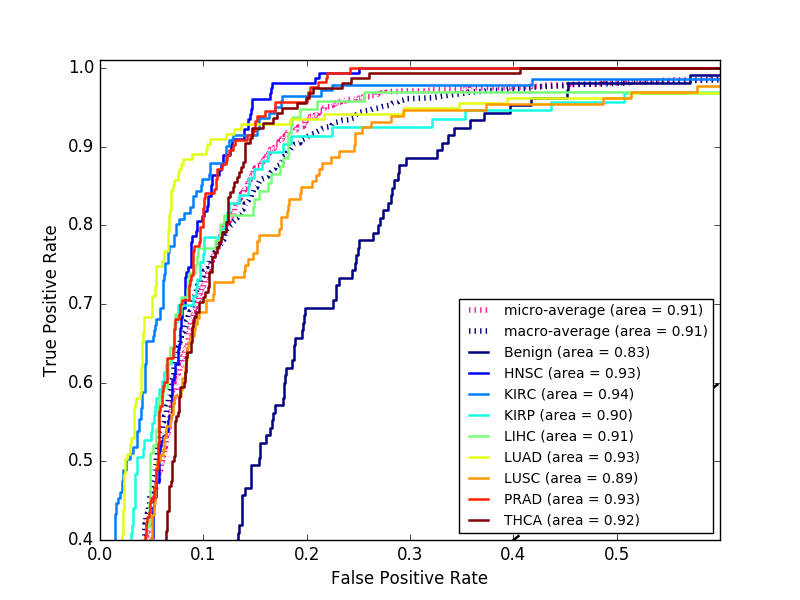 1.0
0.9
0.8
0.7
0.6
0.5
0.4
True Positive Rate
micro-average (area = 0.91)
macro-average (area = 0.91)
Benign (area = 0.83)
HNSC (area = 0.93)
KIRC (area = 0.94)
KIRP (area = 0.90)
LIHC (area = 0.91)
LUAD (area = 0.93)
LUSC (area = 0.89)
PRAD (area = 0.93)
THCA (area = 0.92)
0.0 0.1 0.2 0.3 0.4 0.5
False Positive Rate